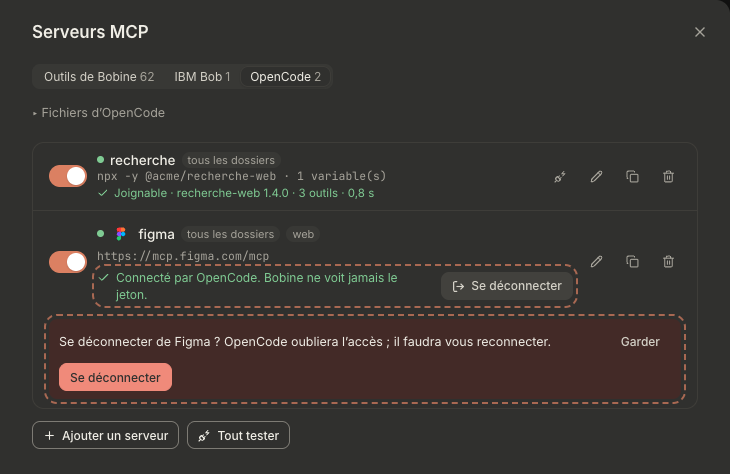 Serveurs MCP
Outils de Bobine 62 IBM Bob 1 OpenCode 2
Fichiers d’OpenCode
recherche tous les dossiers
npx -y @acme/recherche-web · 1 variable(s)
Joignable · recherche-web 1.4.0 · 3 outils · 0,8 s
figma tous les dossiers web
https://mcp.figma.com/mcp
Connecté par OpenCode. Bobine ne voit jamais le
jeton.
Se déconnecter
Se déconnecter de Figma ? OpenCode oubliera l’accès ; il faudra vous reconnecter. Garder
Se déconnecter
Ajouter un serveur Tout tester